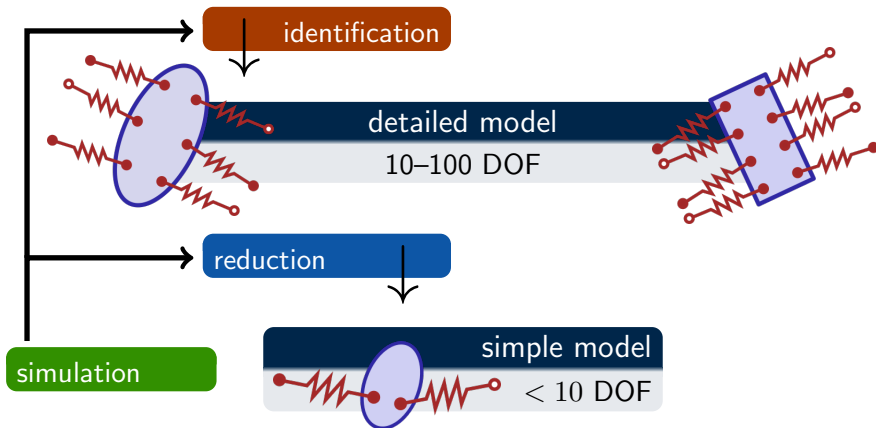 identification
detailed model
10–100 DOF
reduction
simple model
simulation
< 10 DOF